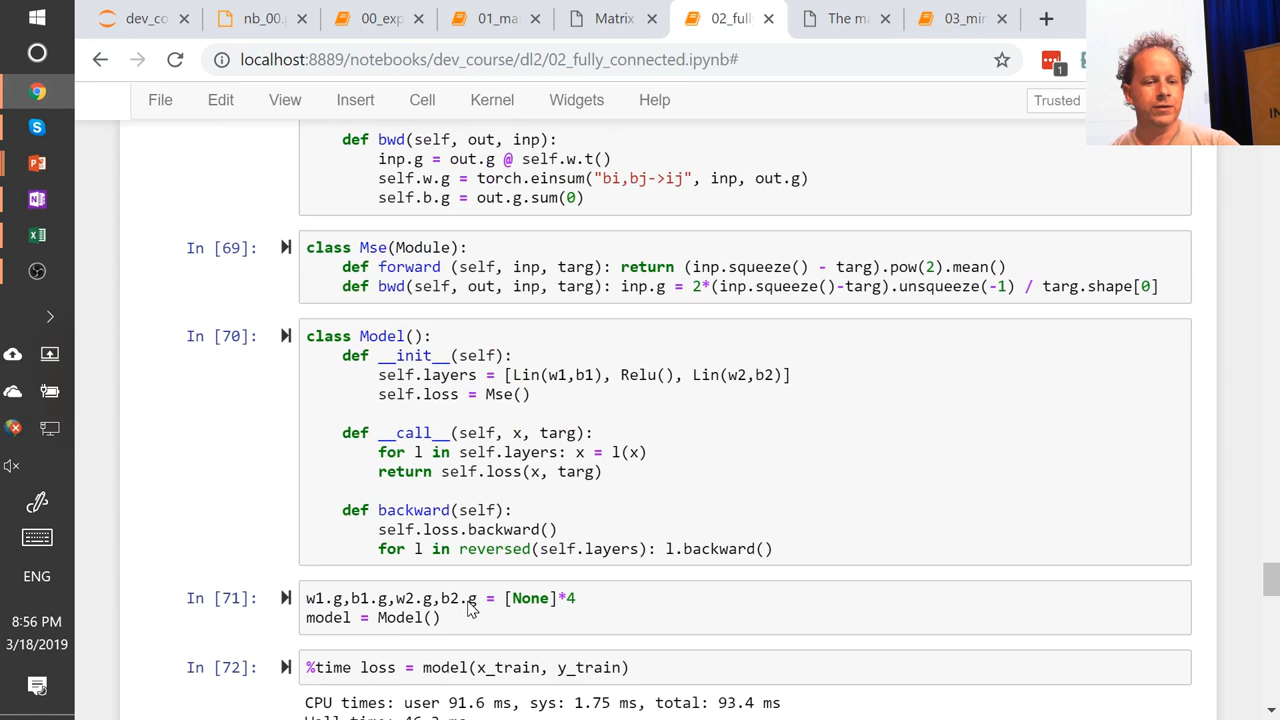 dev_co
nb_00.
00_exp
01_ma
Matrix
02_full
The ma
03_mir
localhost:8889/notebooks/dev_course/dl2/02_fully_connected.ipynb#
1
File Edit View Insert Cell Kernel Widgets Help
Trusted
def bwd(self, out, inp):
inp.g = out.g @ self.w.t()
self.w.g = torch.einsum("bi,bj->ij", inp, out.g)
self.b.g = out.g.sum(0)
In [69]:
class Mse(Module):
def forward (self, inp, targ): return (inp.squeeze() - targ).pow(2).mean()
def bwd(self, out, inp, targ): inp.g = 2*(inp.squeeze()-targ).unsqueeze(-1) / targ.shape[0]
In [70]:
class Model():
def __init__(self):
self.layers = [Lin(w1,b1), Relu(), Lin(w2,b2)]
self.loss = Mse()
def __call__(self, x, targ):
for l in self.layers: x = l(x)
return self.loss(x, targ)
def backward(self):
self.loss.backward()
for l in reversed(self.layers): l.backward()
In [71]:
w1.g,b1.g,w2.g,b2.g = [None]*4
model = Model()
In [72]:
%time loss = model(x_train, y_train)
CPU times: user 91.6 ms, sys: 1.75 ms, total: 93.4 ms
ENG
8:56 PM
3/18/2019